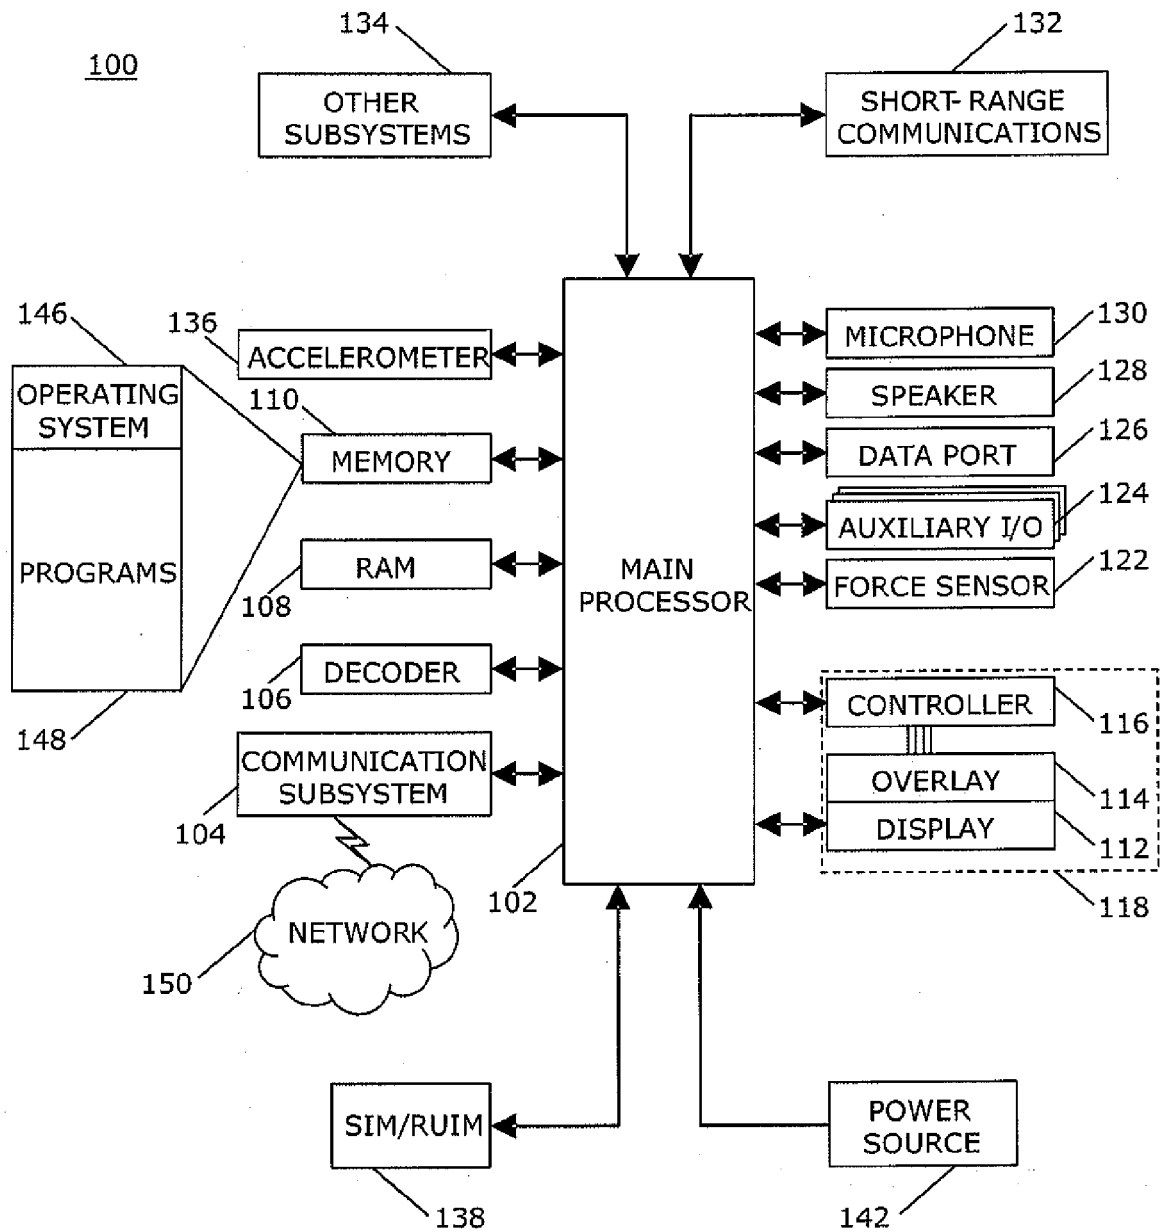 134
132
100
OTHER
SUBSYSTEMS
SHORT-RANGE
COMMUNICATIONS
146
136
ACCELEROMETER
OPERATING
SYSTEM
110
MEMORY
PROGRAMS
RAM
108
DECODER
106
148
COMMUNICATION
SUBSYSTEM
104
NETWORK
150
MAIN
PROCESSOR
102
MICROPHONE
130
SPEAKER
128
DATA PORT
126
AUXILIARY I/O
124
FORCE SENSOR
122
CONTROLLER
116
OVERLAY
114
DISPLAY
112
118
SIM/RUIM
138
POWER
SOURCE
142